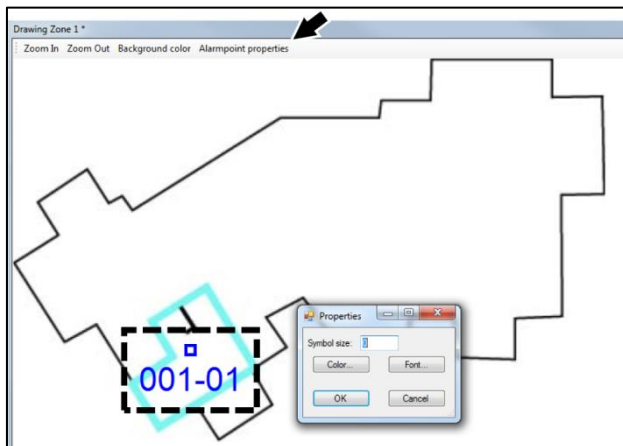 Drawing Zone 1 *
Zoom In Zoom Out Background color Alarmpoint properties
Properties
Symbol size:
Color... Font...
OK Cancel
001-01